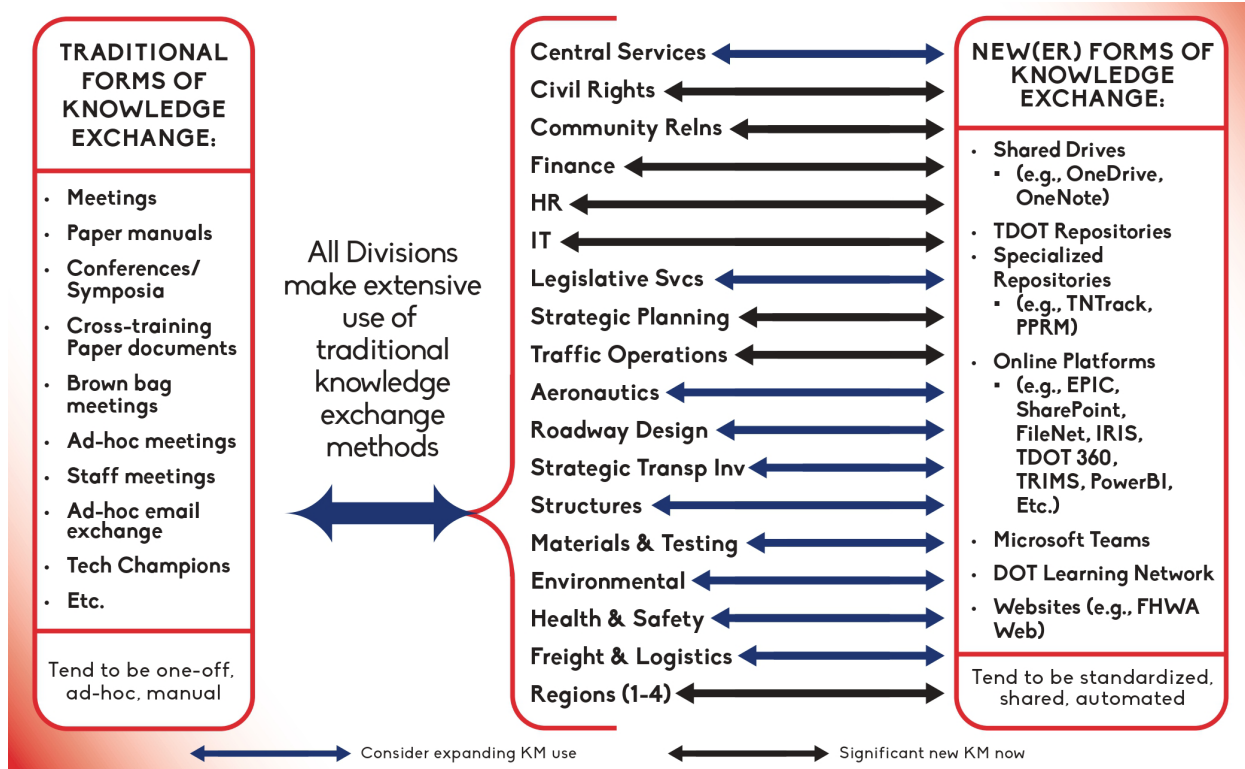 TRADITIONAL
FORMS OF
KNOWLEDGE
EXCHANGE:
• Meetings
• Paper manuals
• Conferences/
Symposia
• Cross-training
Paper documents
• Brown bag
meetings
• Ad-hoc meetings
• Staff meetings
• Ad-hoc email
exchange
• Tech Champions
• Etc.
Tend to be one-off,
ad-hoc, manual
All Divisions
make extensive
use of
traditional
knowledge
exchange
methods
Central Services
Civil Rights
Community Relns
Finance
HR
IT
Legislative Svcs
Strategic Planning
Traffic Operations
Aeronautics
Roadway Design
Strategic Transp Inv
Structures
Materials & Testing
Environmental
Health & Safety
Freight & Logistics
Regions (1-4)
NEW(ER) FORMS OF
KNOWLEDGE
EXCHANGE:
• Shared Drives
▪ (e.g., OneDrive,
OneNote)
• TDOT Repositories
• Specialized
Repositories
▪ (e.g., TNTrack,
PPRM)
• Online Platforms
▪ (e.g., EPIC,
SharePoint,
FileNet, IRIS,
TDOT 360,
TRIMS, PowerBI,
Etc.)
• Microsoft Teams
• DOT Learning Network
• Websites (e.g., FHWA
Web)
Tend to be standardized,
shared, automated
Consider expanding KM use
Significant new KM now